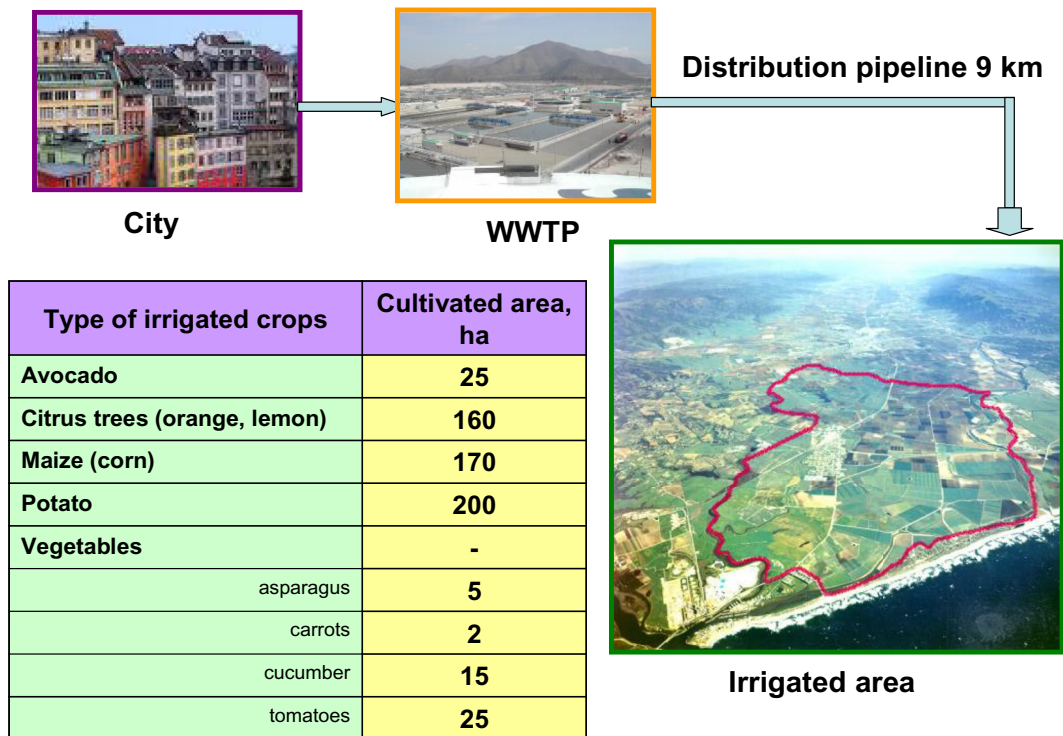 Distribution pipeline 9 km
City
WWTP
Type of irrigated crops
Cultivated area,
ha
Avocado
25
Citrus trees (orange, lemon)
160
Maize (corn)
170
Potato
200
Vegetables
-
asparagus
5
carrots
2
cucumber
15
tomatoes
25
Irrigated area